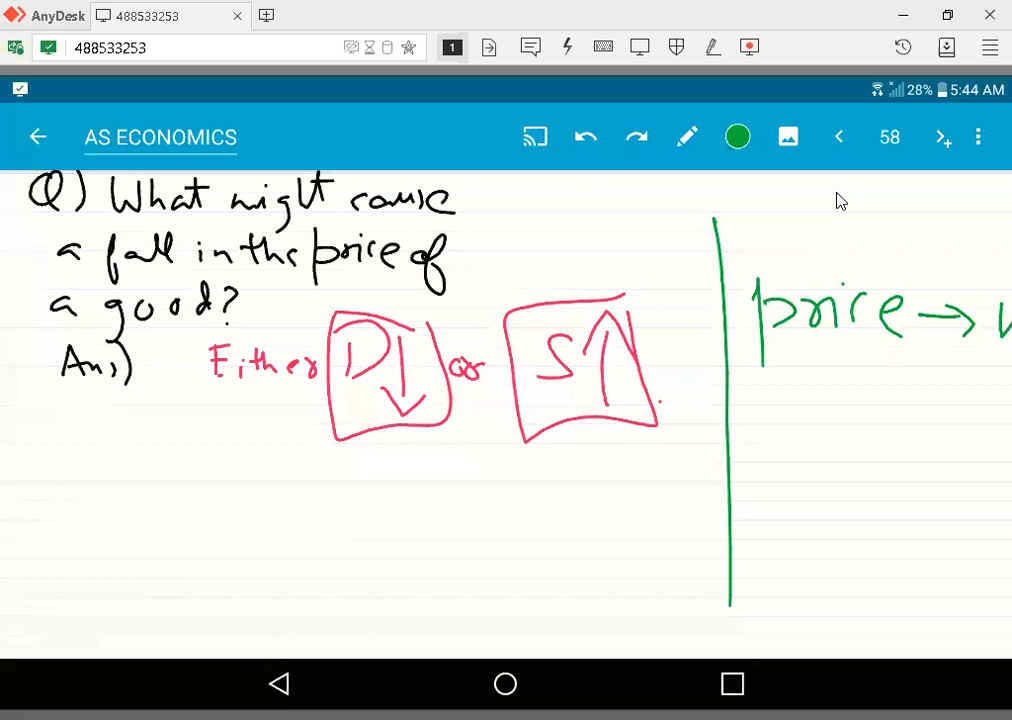 AnyDesk 488533253
488533253
1
28% 5:44 AM
AS ECONOMICS
58
Q) What might cause
a fall in the price of
a good?
Ans) Either D↓ or S↑
price →